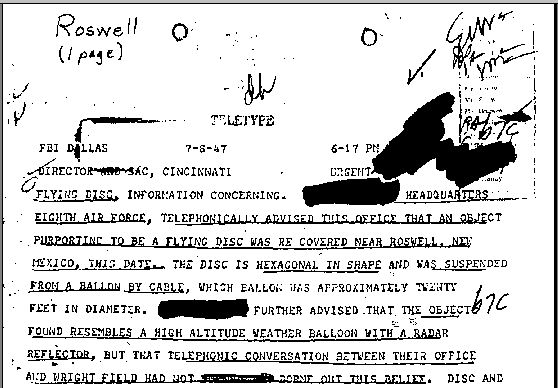 Roswell
(1 page)
TELETYPE
FBI DALLAS 7-8-47 6-17 PM
DIRECTOR AND SAC, CINCINNATI URGENT
FLYING DISC, INFORMATION CONCERNING. HEADQUARTERS
EIGHTH AIR FORCE, TELEPHONICALLY ADVISED THIS OFFICE THAT AN OBJECT
PURPORTING TO BE A FLYING DISC WAS RE COVERED NEAR ROSWELL, NEW
MEXICO, THIS DATE. THE DISC IS HEXAGONAL IN SHAPE AND WAS SUSPENDED
FROM A BALLON BY CABLE, WHICH BALLON WAS APPROXIMATELY TWENTY
FEET IN DIAMETER. FURTHER ADVISED THAT THE OBJECT b7C
FOUND RESEMBLES A HIGH ALTITUDE WEATHER BALLOON WITH A RADAR
REFLECTOR, BUT THAT TELEPHONIC CONVERSATION BETWEEN THEIR OFFICE
AND WRIGHT FIELD HAD NOT BORNE OUT THIS BELIEF. DISC AND